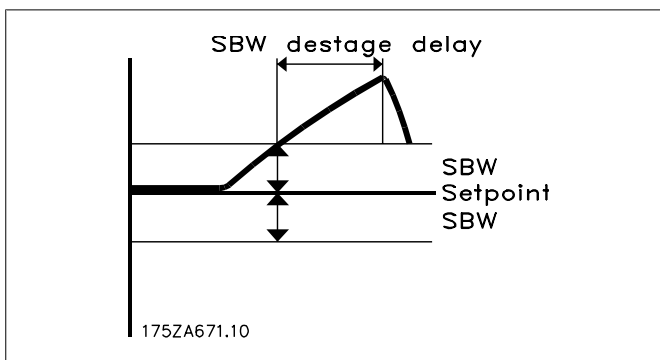 SBW destage delay
SBW
Setpoint
SBW
175ZA671.10